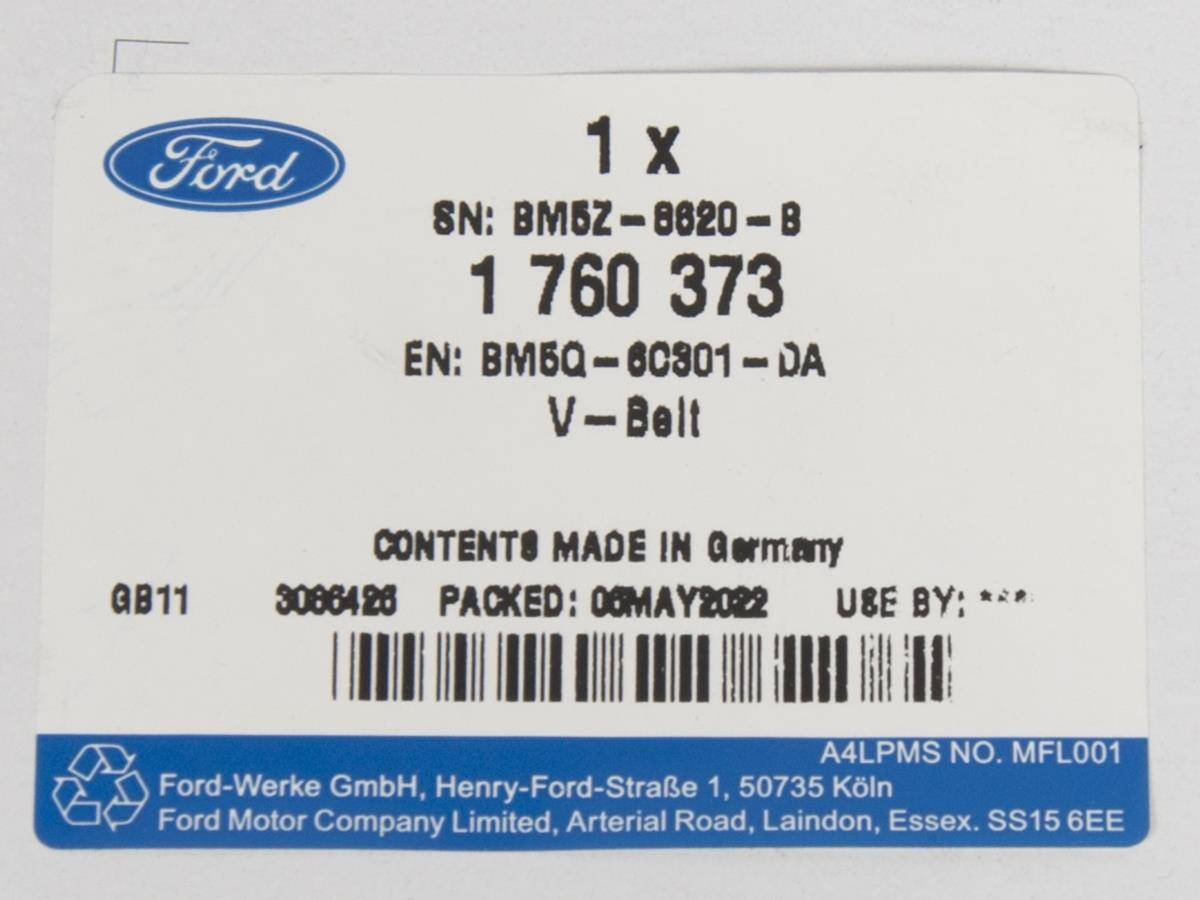 Ford
1 x
SN: BM5Z-8620-B
1 760 373
EN: BM5Q-6C301-DA
V-Belt
CONTENTS MADE IN Germany
GB11 3086426 PACKED: 06MAY2022 USE BY: ***
A4LPMS NO. MFL001
Ford-Werke GmbH, Henry-Ford-Straße 1, 50735 Köln
Ford Motor Company Limited, Arterial Road, Laindon, Essex. SS15 6EE